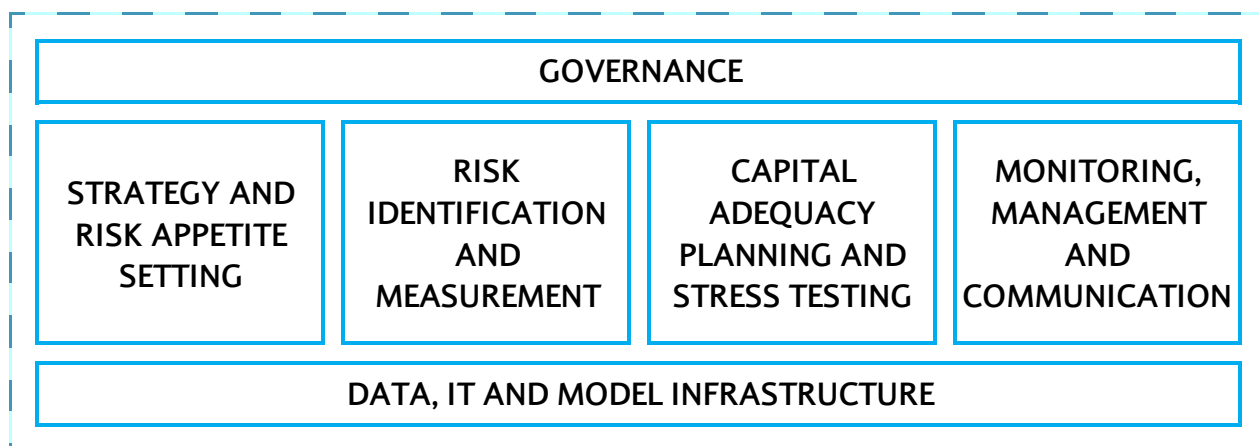 GOVERNANCE
STRATEGY AND
RISK APPETITE
SETTING
RISK
IDENTIFICATION
AND
MEASUREMENT
CAPITAL
ADEQUACY
PLANNING AND
STRESS TESTING
MONITORING,
MANAGEMENT
AND
COMMUNICATION
DATA, IT AND MODEL INFRASTRUCTURE